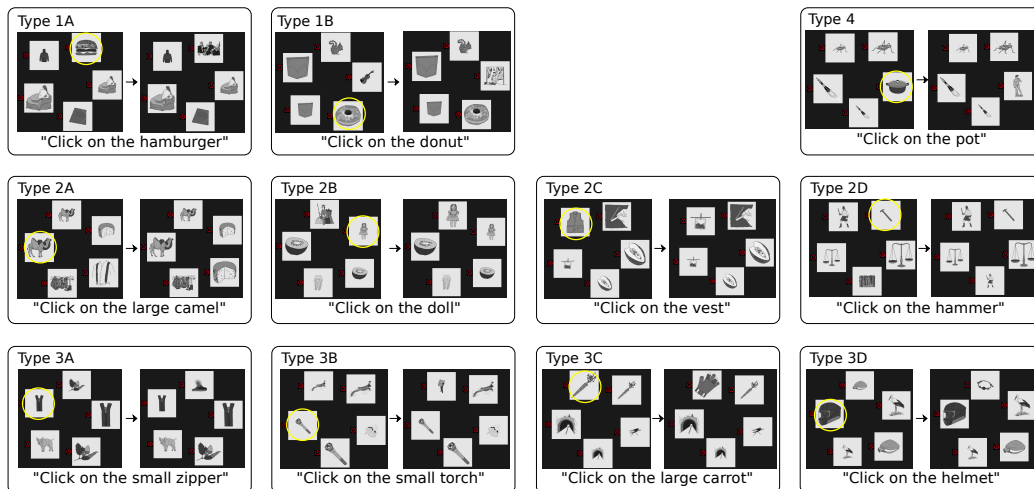 Type 1A
"Click on the hamburger"
Type 1B
"Click on the donut"
Type 4
"Click on the pot"
Type 2A
"Click on the large camel"
Type 2B
"Click on the doll"
Type 2C
"Click on the vest"
Type 2D
"Click on the hammer"
Type 3A
"Click on the small zipper"
Type 3B
"Click on the small torch"
Type 3C
"Click on the large carrot"
Type 3D
"Click on the helmet"